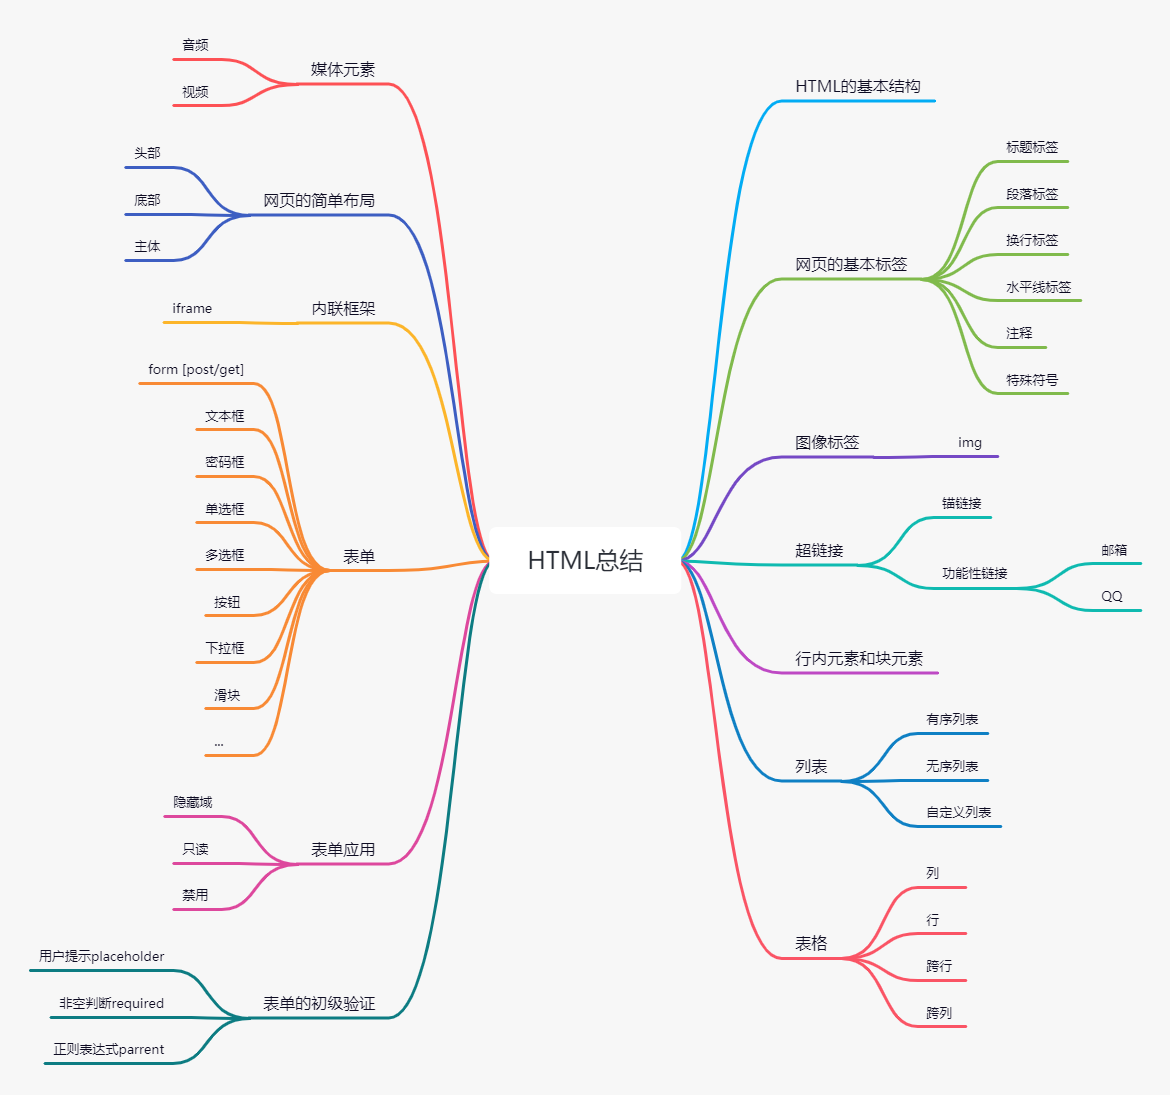 HTML总结
HTML的基本结构
网页的基本标签
标题标签
段落标签
换行标签
水平线标签
注释
特殊符号
图像标签
img
超链接
锚链接
功能性链接
邮箱
QQ
行内元素和块元素
列表
有序列表
无序列表
自定义列表
表格
列
行
跨行
跨列
媒体元素
音频
视频
网页的简单布局
头部
底部
主体
内联框架
iframe
表单
form [post/get]
文本框
密码框
单选框
多选框
按钮
下拉框
滑块
...
表单应用
隐藏域
只读
禁用
表单的初级验证
用户提示placeholder
非空判断required
正则表达式parrent